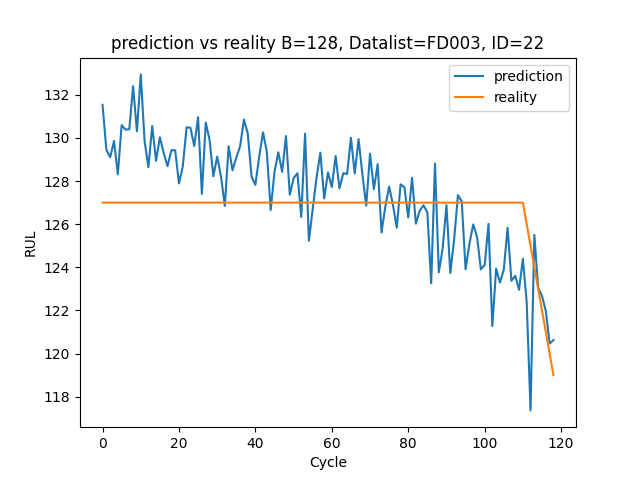 prediction vs reality B=128, Datalist=FD003, ID=22
prediction
reality
132
130
128
126
124
122
120
118
RUL
0 20 40 60 80 100 120
Cycle